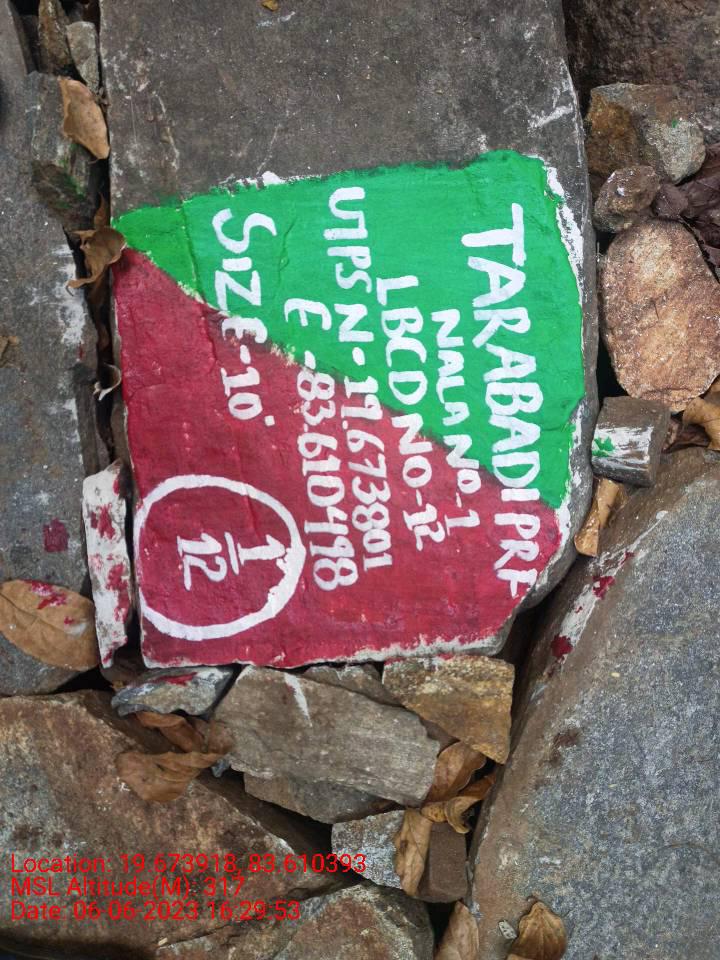 TARABADI PRF
NALA NO-1
LBCD NO-12
UTPS N-19.673801
E-83.610498
SIZE-10'
1
12
Location: 19.673918, 83.610393
MSL Altitude(M): 317
Date: 06-06-2023 16:29:53